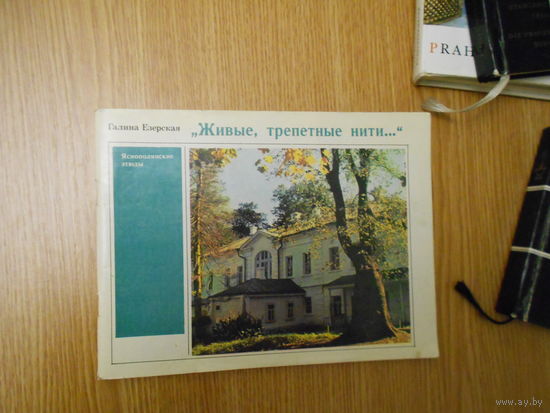 Галина Езерская
„Живые, трепетные нити...“
Яснополянские
этюды
PRAH
www.ay.by